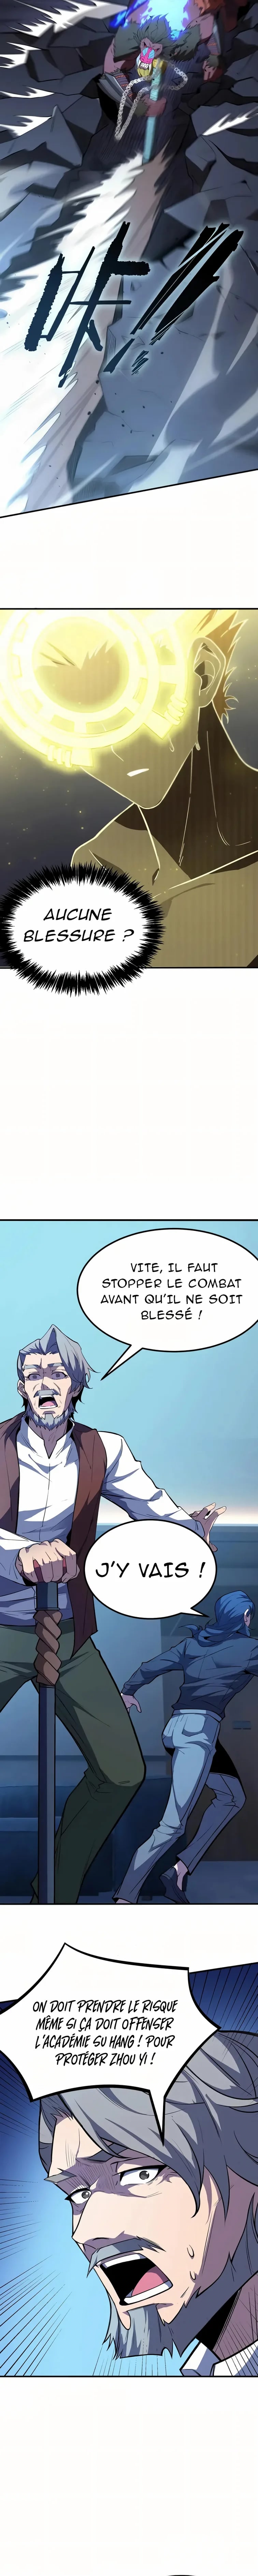 咔!!
AUCUNE
BLESSURE ?
VITE, IL FAUT
STOPPER LE COMBAT
AVANT QU'IL NE SOIT
BLESSÉ !
J'Y VAIS !
ON DOIT PRENDRE LE RISQUE
MÊME SI ÇA DOIT OFFENSER
L'ACADÉMIE SU HANG ! POUR
PROTÉGER ZHOU YI !